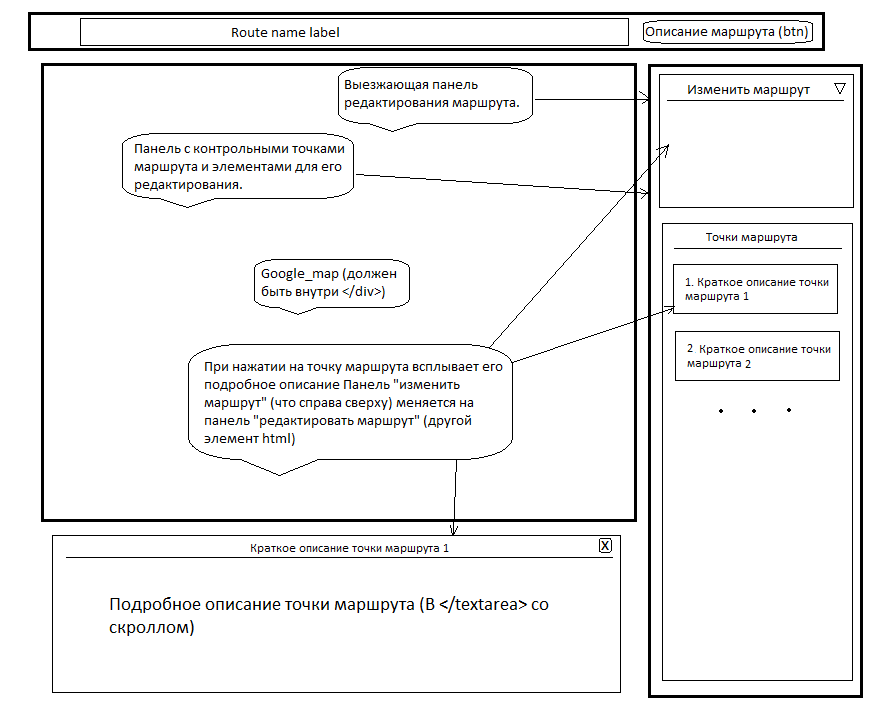 Route name label
Описание маршрута (btn)
Выезжающая панель
редактирования маршрута.
Изменить маршрут
Панель с контрольными точками
маршрута и элементами для его
редактирования.
Точки маршрута
Google_map (должен
быть внутри </div>)
1. Краткое описание точки
маршрута 1
2. Краткое описание точки
маршрута 2
При нажатии на точку маршрута всплывает его
подробное описание Панель "изменить
маршрут" (что справа сверху) меняется на
панель "редактировать маршрут" (другой
элемент html)
. . .
Краткое описание точки маршрута 1
X
Подробное описание точки маршрута (В </textarea> со
скроллом)